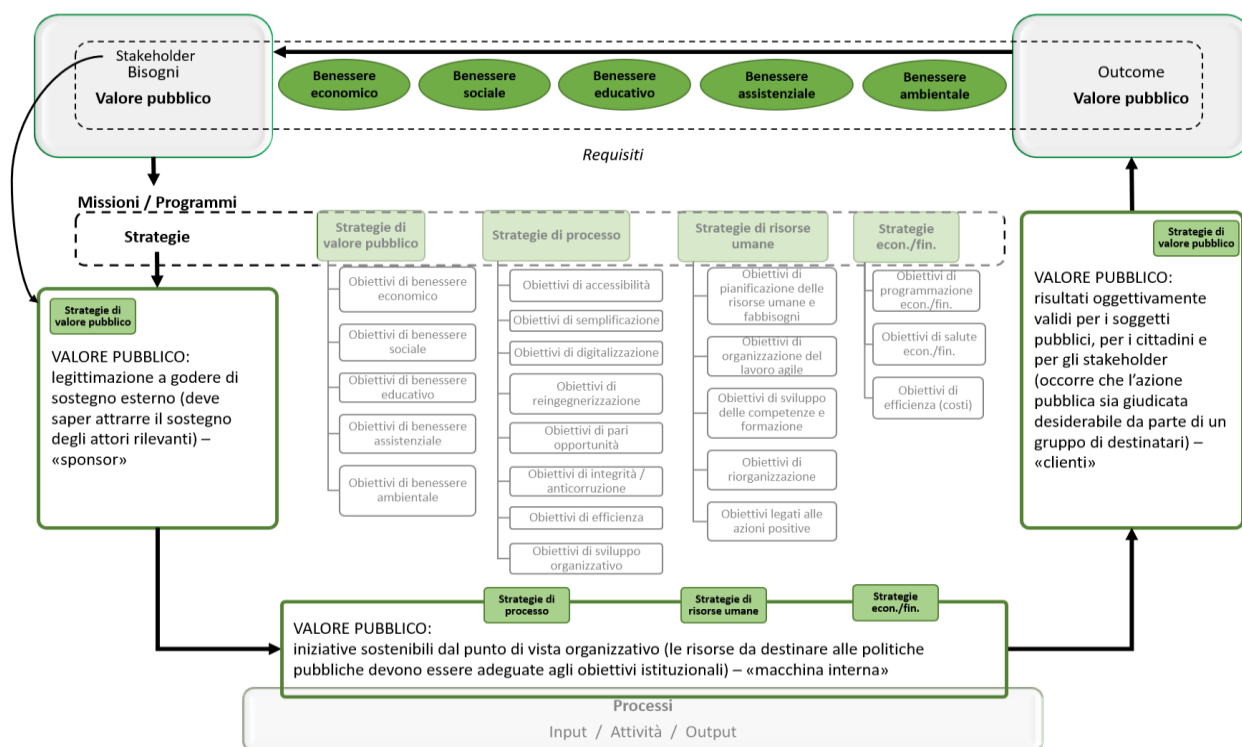 Stakeholder
Bisogni
Valore pubblico
Benessere
economico
Benessere
sociale
Benessere
educativo
Benessere
assistenziale
Benessere
ambientale
Outcome
Valore pubblico
Requisiti
Missioni / Programmi
Strategie
Strategie di
valore pubblico
Obiettivi di benessere
economico
Obiettivi di benessere
sociale
Obiettivi di benessere
educativo
Obiettivi di benessere
assistenziale
Obiettivi di benessere
ambientale
Strategie di processo
Obiettivi di accessibilità
Obiettivi di semplificazione
Obiettivi di digitalizzazione
Obiettivi di
reingegnerizzazione
Obiettivi di pari
opportunità
Obiettivi di integrità /
anticorruzione
Obiettivi di efficienza
Obiettivi di sviluppo
organizzativo
Strategie di risorse
umane
Obiettivi di
pianificazione delle
risorse umane e
fabbisogni
Obiettivi di
organizzazione del
lavoro agile
Obiettivi di sviluppo
delle competenze e
formazione
Obiettivi di
riorganizzazione
Obiettivi legati alle
azioni positive
Strategie
econ./fin.
Obiettivi di
programmazione
econ./fin.
Obiettivi di salute
econ./fin.
Obiettivi di
efficienza (costi)
Strategie di
valore pubblico
VALORE PUBBLICO:
legittimazione a godere di
sostegno esterno (deve
saper attrarre il sostegno
degli attori rilevanti) –
«sponsor»
Strategie di
valore pubblico
VALORE PUBBLICO:
risultati oggettivamente
validi per i soggetti
pubblici, per i cittadini e
per gli stakeholder
(occorre che l'azione
pubblica sia giudicata
desiderabile da parte di un
gruppo di destinatari) –
«clienti»
Strategie di
processo
Strategie di
risorse umane
Strategie
econ./fin.
VALORE PUBBLICO:
iniziative sostenibili dal punto di vista organizzativo (le risorse da destinare alle politiche
pubbliche devono essere adeguate agli obiettivi istituzionali) – «macchina interna»
Processi
Input / Attività / Output